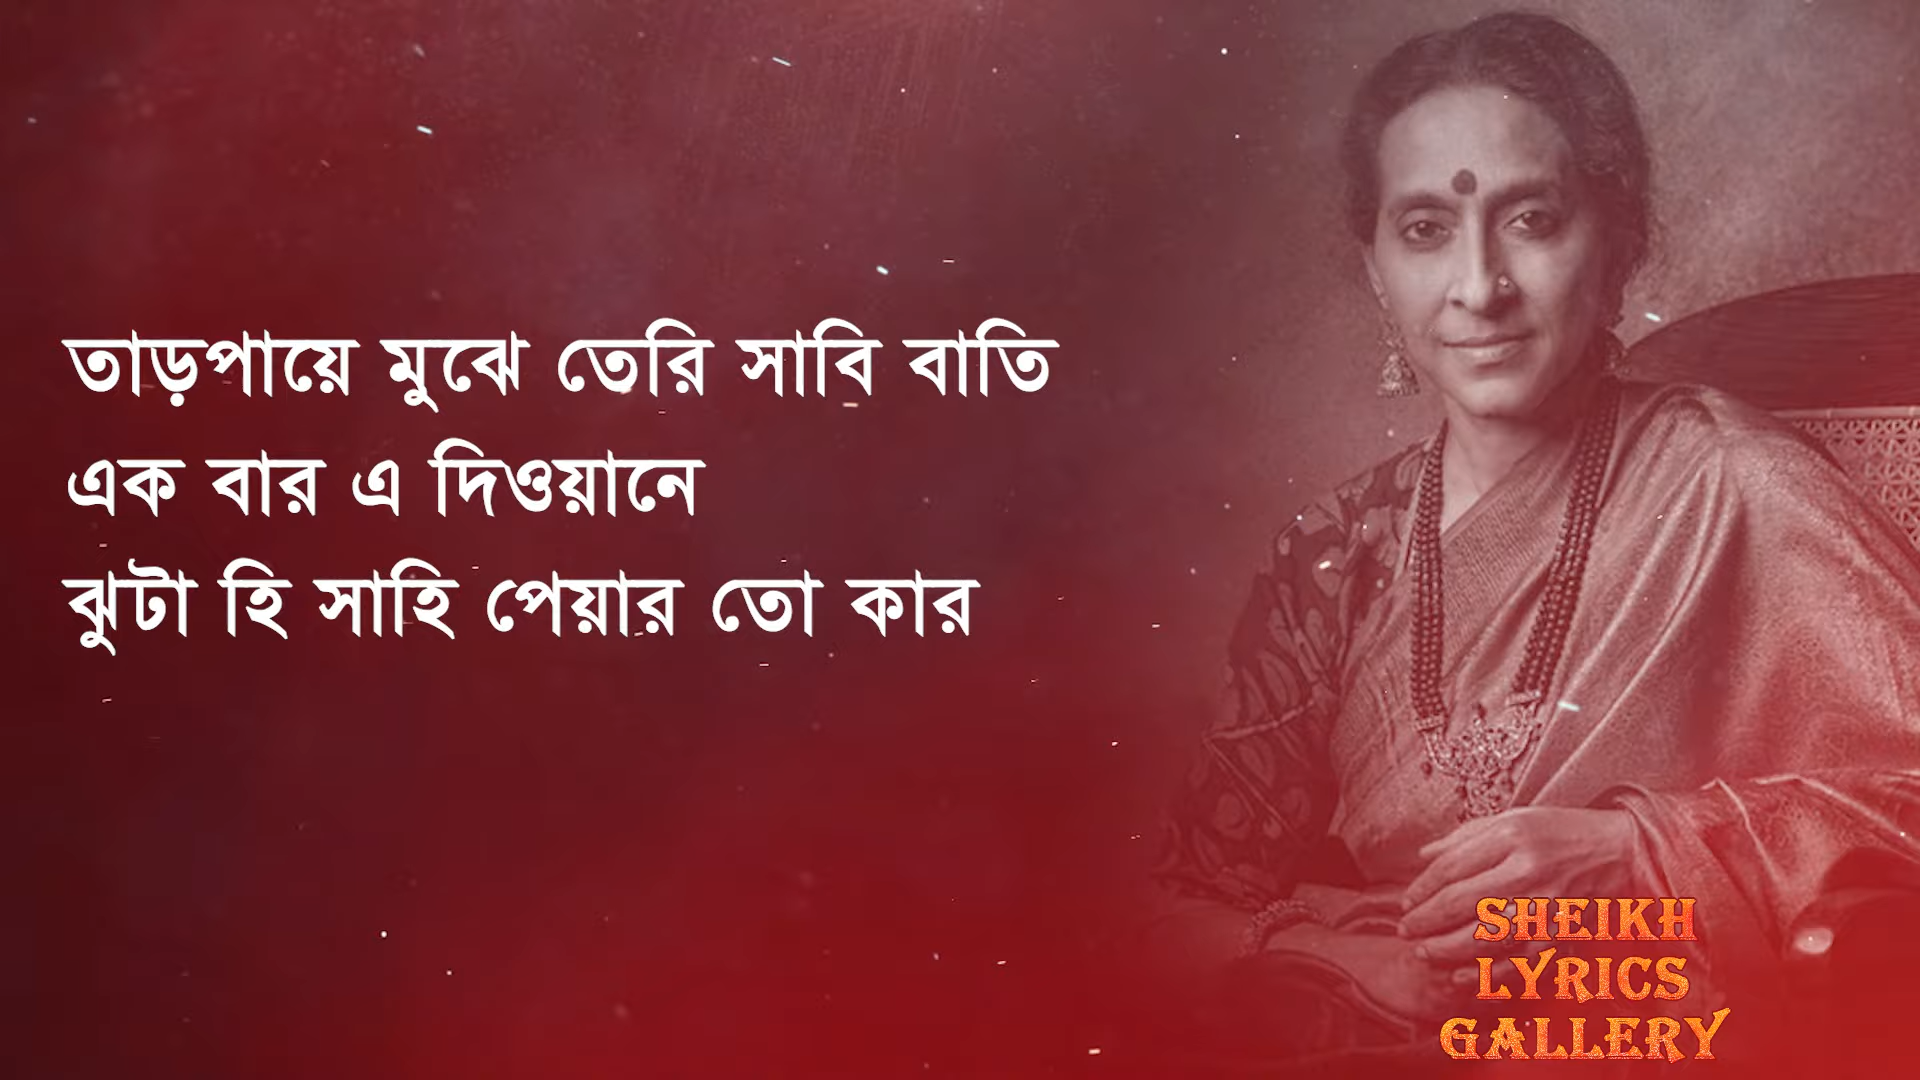 তাড়পায়ে মুঝে তেরি সাবি বাতি
এক বার এ দিওয়ানে
ঝুটা হি সাহি পেয়ার তো কার
SHEIKH
LYRICS
GALLERY